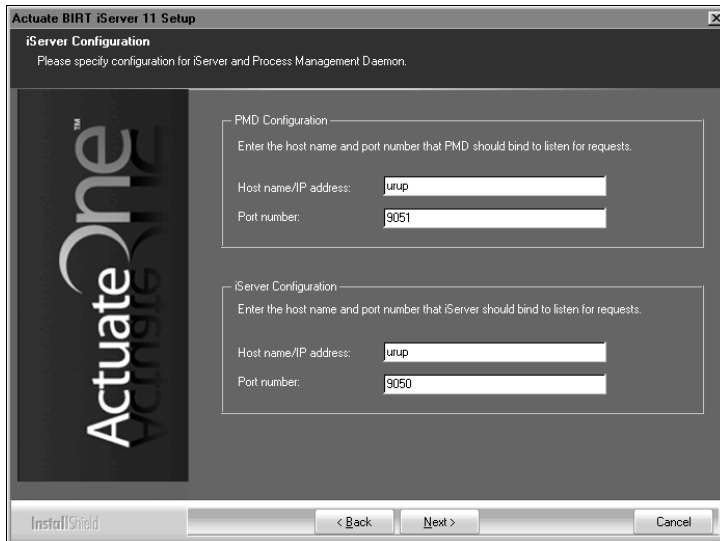 Actuate BIRT iServer 11 Setup
iServer Configuration
Please specify configuration for iServer and Process Management Daemon.
ActuateOne™
PMD Configuration
Enter the host name and port number that PMD should bind to listen for requests.
Host name/IP address: urup
Port number: 9051
iServer Configuration
Enter the host name and port number that iServer should bind to listen for requests.
Host name/IP address: urup
Port number: 9050
InstallShield
< Back Next > Cancel